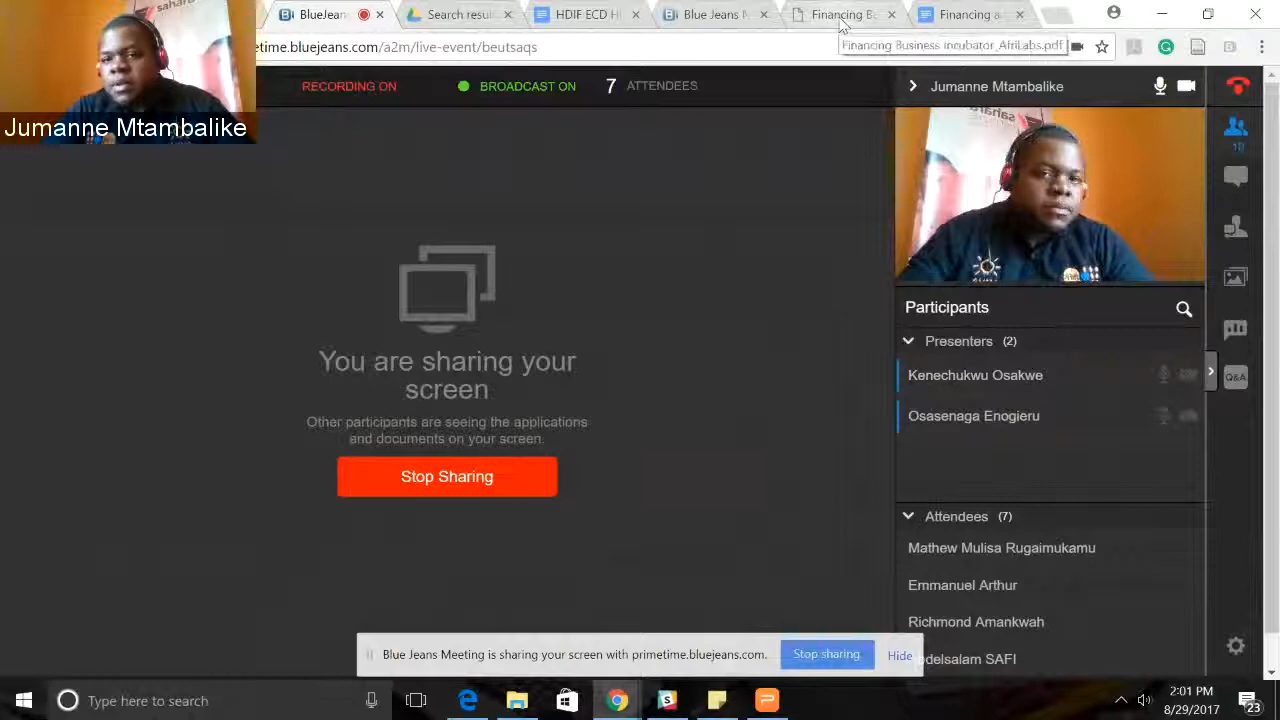 BlueJeans
Search resul
HDIF ECD H
Blue Jeans M
Financing B
Financing a
etime.bluejeans.com/a2m/live-event/beutsaqs
Financing Business Incubator_AfriLabs.pdf
Jumanne Mtambalike
RECORDING ON
BROADCAST ON
7 ATTENDEES
Jumanne Mtambalike
sahara
sahara
10
You are sharing your
screen
Other participants are seeing the applications
and documents on your screen.
Stop Sharing
Participants
Presenters (2)
Kenechukwu Osakwe
Osasenaga Enogieru
Q&A
Attendees (7)
Mathew Mulisa Rugaimukamu
Emmanuel Arthur
Richmond Amankwah
delsalam SAFI
Blue Jeans Meeting is sharing your screen with primetime.bluejeans.com.
Stop sharing
Hide
Type here to search
2:01 PM
8/29/2017
23